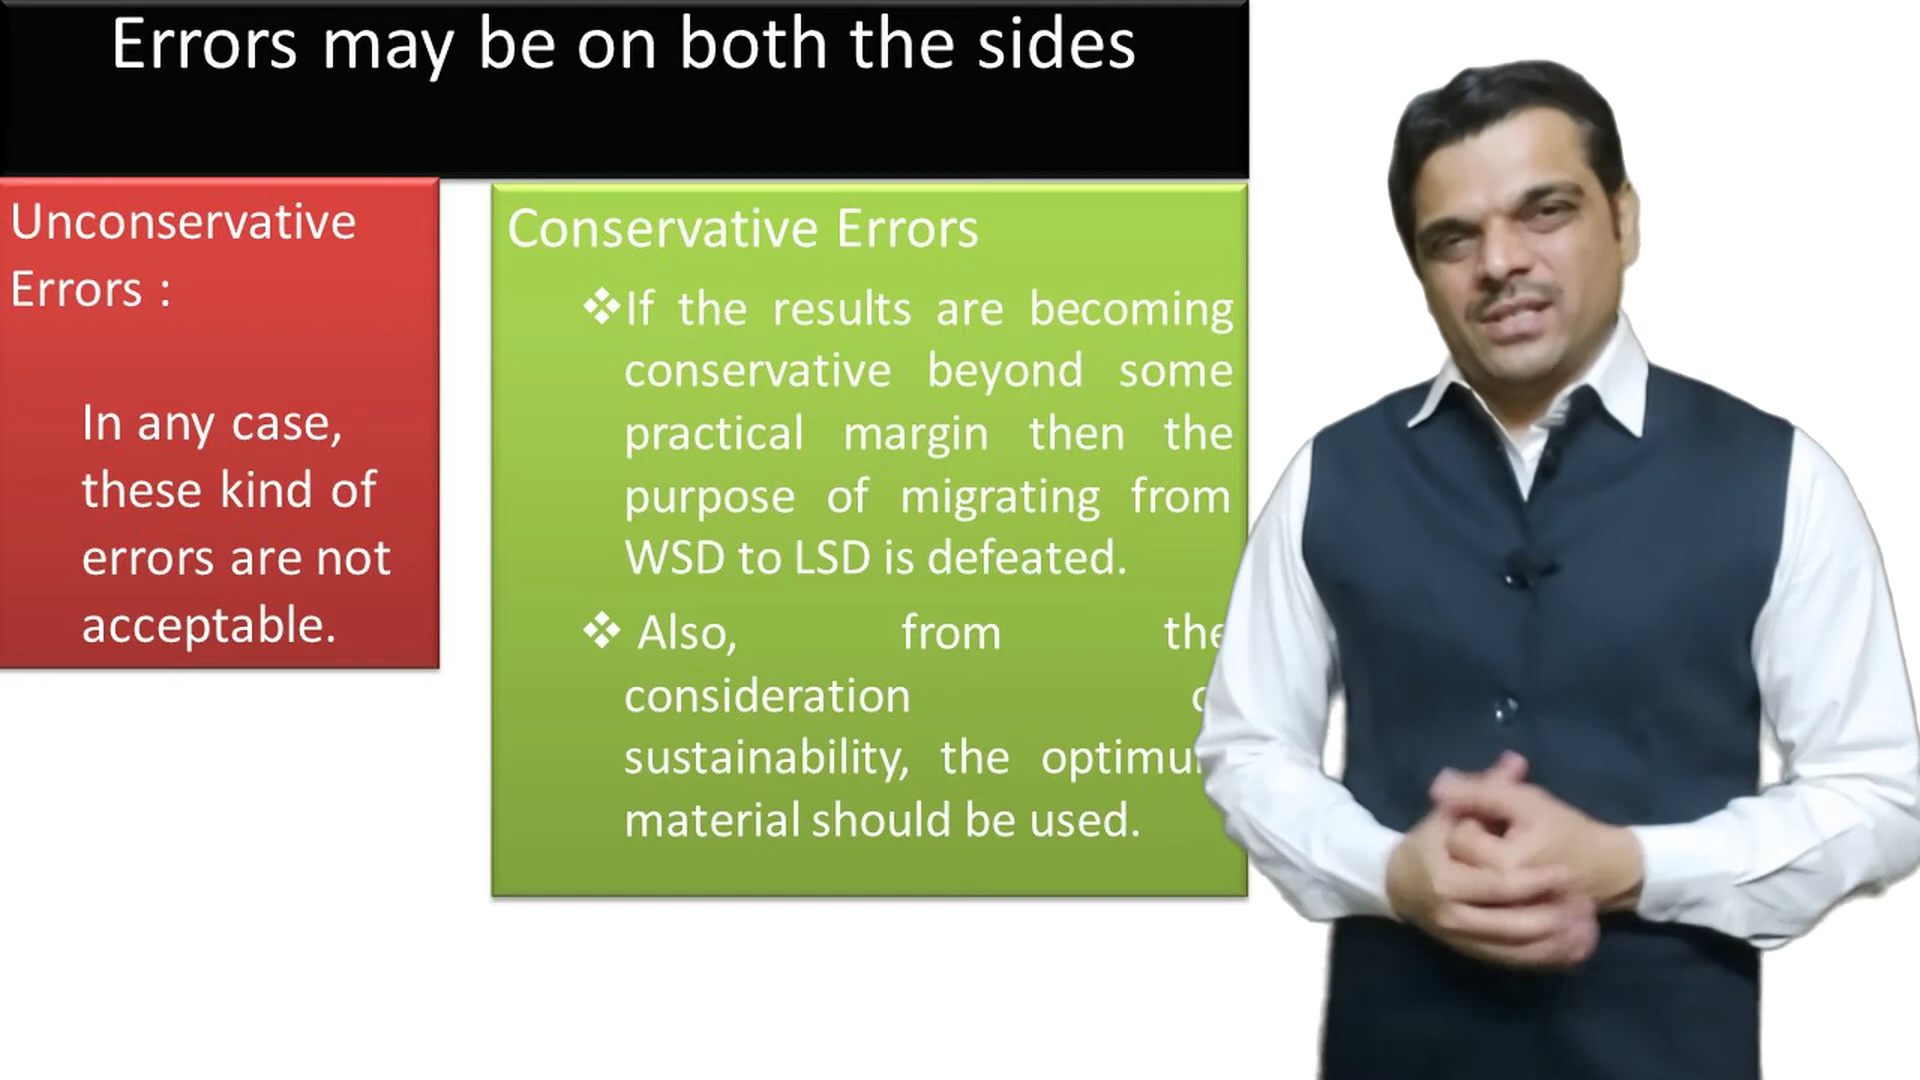 Errors may be on both the sides
Unconservative
Errors :
In any case,
these kind of
errors are not
acceptable.
Conservative Errors
❖If the results are becoming
conservative beyond some
practical margin then the
purpose of migrating from
WSD to LSD is defeated.
❖ Also, from the
consideration
sustainability, the
material should be used.